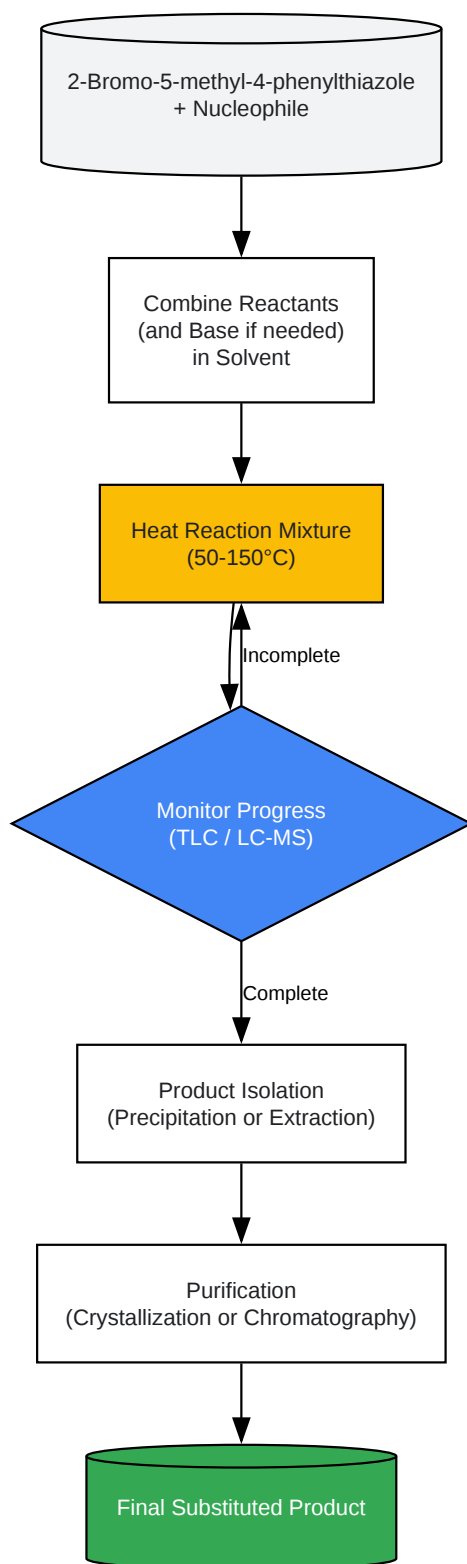 2-Bromo-5-methyl-4-phenylthiazole
+ Nucleophile
Combine Reactants
(and Base if needed)
in Solvent
Heat Reaction Mixture
(50-150°C)
Incomplete
Monitor Progress
(TLC / LC-MS)
Complete
Product Isolation
(Precipitation or Extraction)
Purification
(Crystallization or Chromatography)
Final Substituted Product